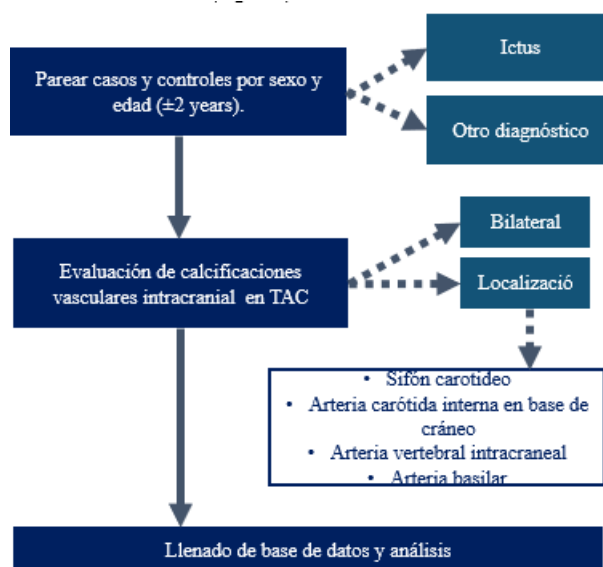 Parear casos y controles por sexo y
edad (±2 years).
Ictus
Otro diagnóstico
Evaluación de calcificaciones
vasculares intracranial en TAC
Bilateral
Localizació
• Sifón carotideo
• Arteria carótida interna en base de
cráneo
• Arteria vertebral intracraneal
• Arteria basilar
Llenado de base de datos y análisis